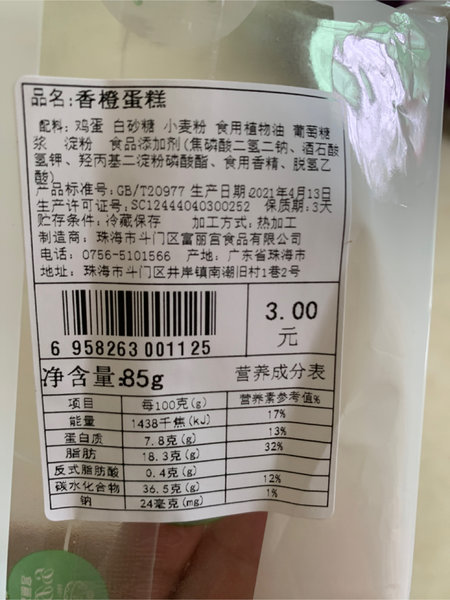 品名:香橙蛋糕
配料: 鸡蛋 白砂糖 小麦粉 食用植物油 葡萄糖
浆 淀粉 食品添加剂(焦磷酸二氢二钠、酒石酸
氢钾、羟丙基二淀粉磷酸酯、食用香精、脱氢乙
酸)
产品标准号:GB/T20977 生产日期2021年4月13日
生产许可证号:SC12444040300252 保质期:3天
贮存条件:冷藏保存 加工方式:热加工
制造商: 珠海市斗门区富丽宫食品有限公司
电话: 0756-5101566 产地: 广东省珠海市
地址: 珠海市斗门区井岸镇南潮旧村1巷2号
3.00
元
6 958263 001125
净含量:85g 营养成分表
项目 每100克(g) 营养素参考值%
能量 1438千焦(kJ) 17%
蛋白质 7.8克(g) 13%
脂肪 18.3克(g) 32%
反式脂肪酸 0.4克(g)
碳水化合物 36.5克(g) 12%
钠 24毫克(mg) 1%